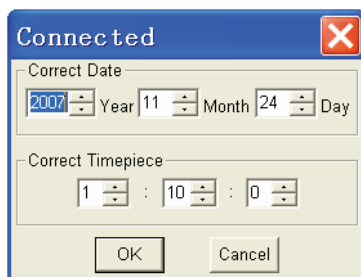 Connected
Correct Date
2007 Year 11 Month 24 Day
Correct Timepiece
1 : 10 : 0
OK Cancel